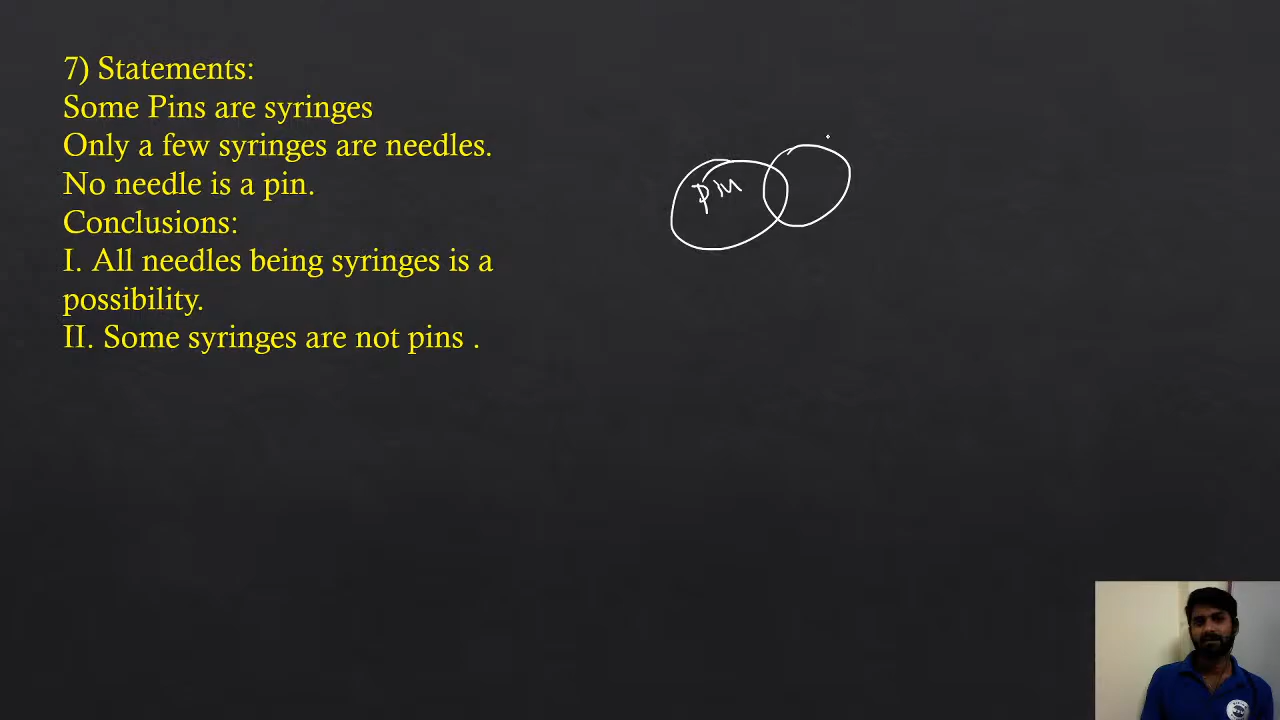 7) Statements:
Some Pins are syringes
Only a few syringes are needles.
No needle is a pin.
Conclusions:
I. All needles being syringes is a
possibility.
II. Some syringes are not pins .
pin